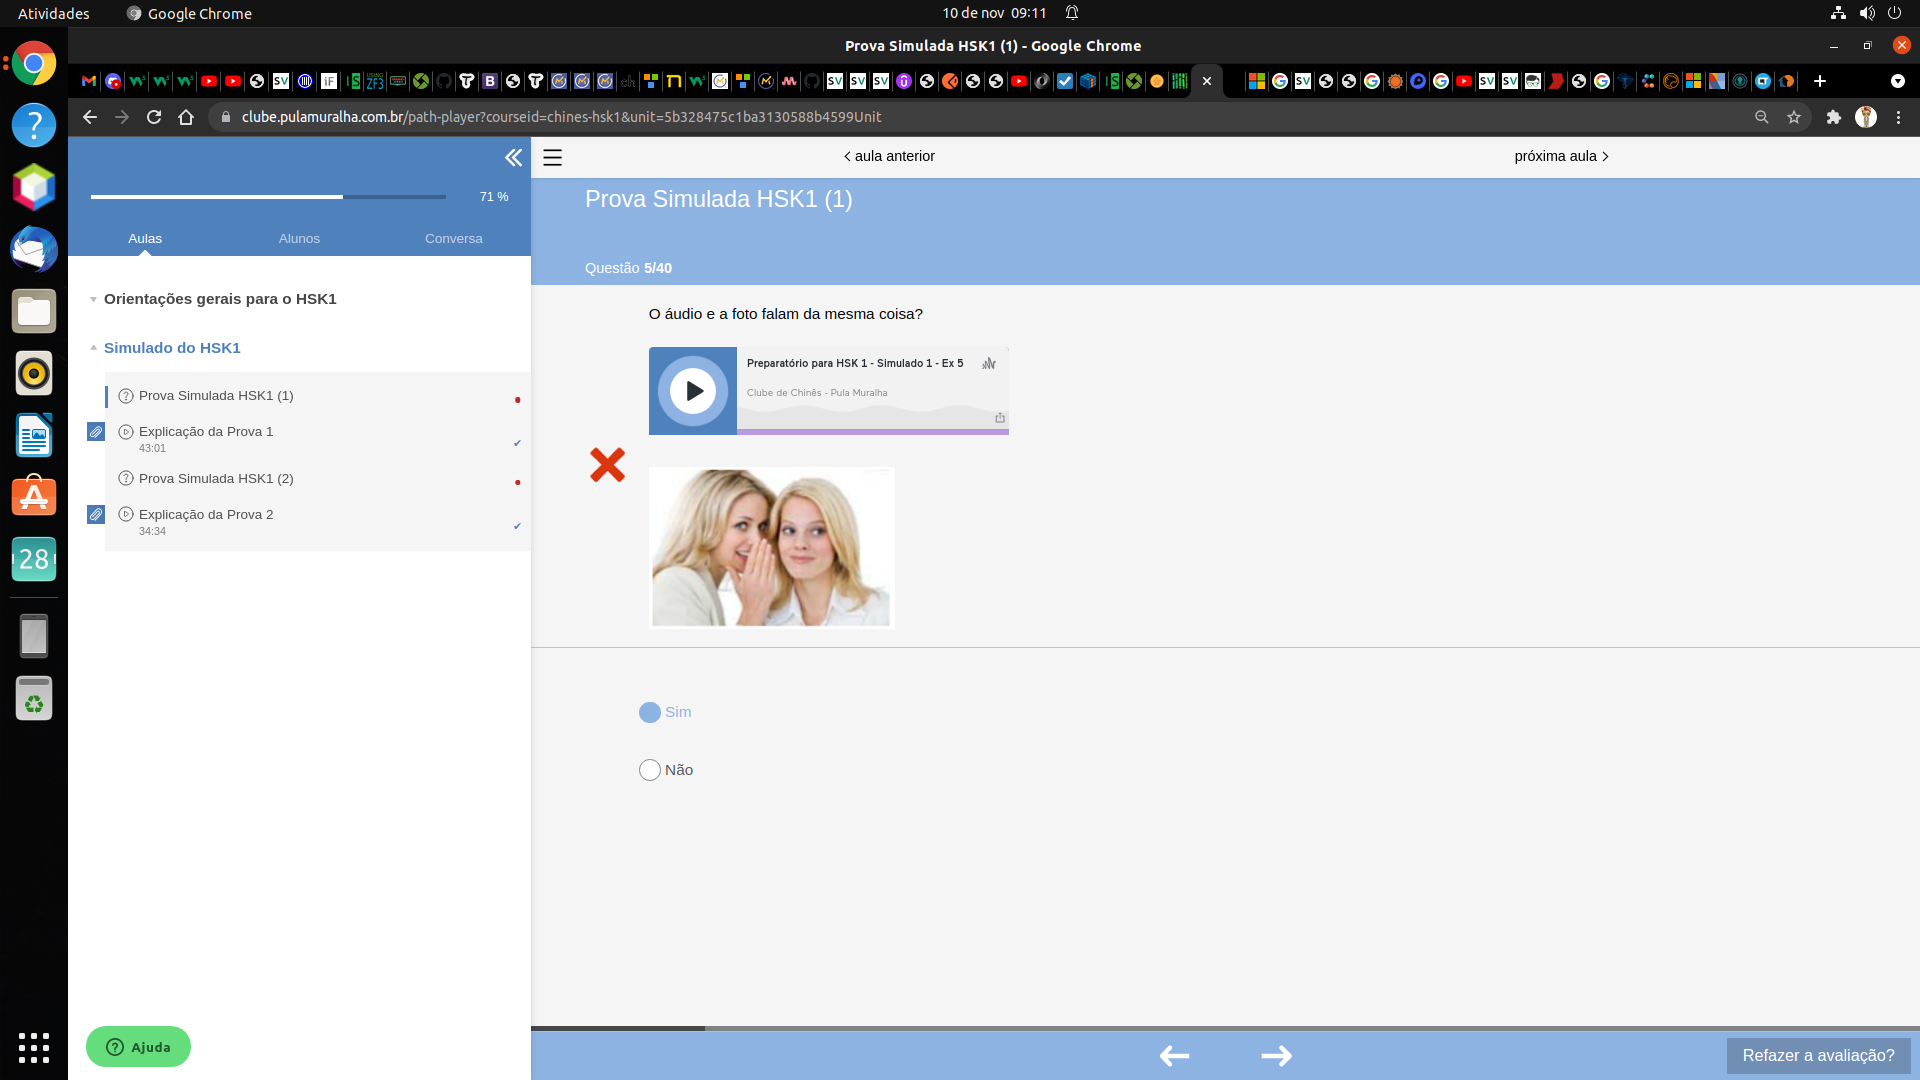 Atividades
Google Chrome
10 de nov 09:11
Prova Simulada HSK1 (1) - Google Chrome
clube.pulamuralha.com.br/path-player?courseid=chines-hsk1&unit=5b328475c1ba3130588b4599Unit
aula anterior
próxima aula
71 %
Aulas
Alunos
Conversa
Orientações gerais para o HSK1
Simulado do HSK1
Prova Simulada HSK1 (1)
Explicação da Prova 1
43:01
Prova Simulada HSK1 (2)
Explicação da Prova 2
34:34
Ajuda
28
Prova Simulada HSK1 (1)
Questão 5/40
O áudio e a foto falam da mesma coisa?
Preparatório para HSK 1 - Simulado 1 - Ex 5
Clube de Chinês - Pula Muralha
Sim
Não
Refazer a avaliação?